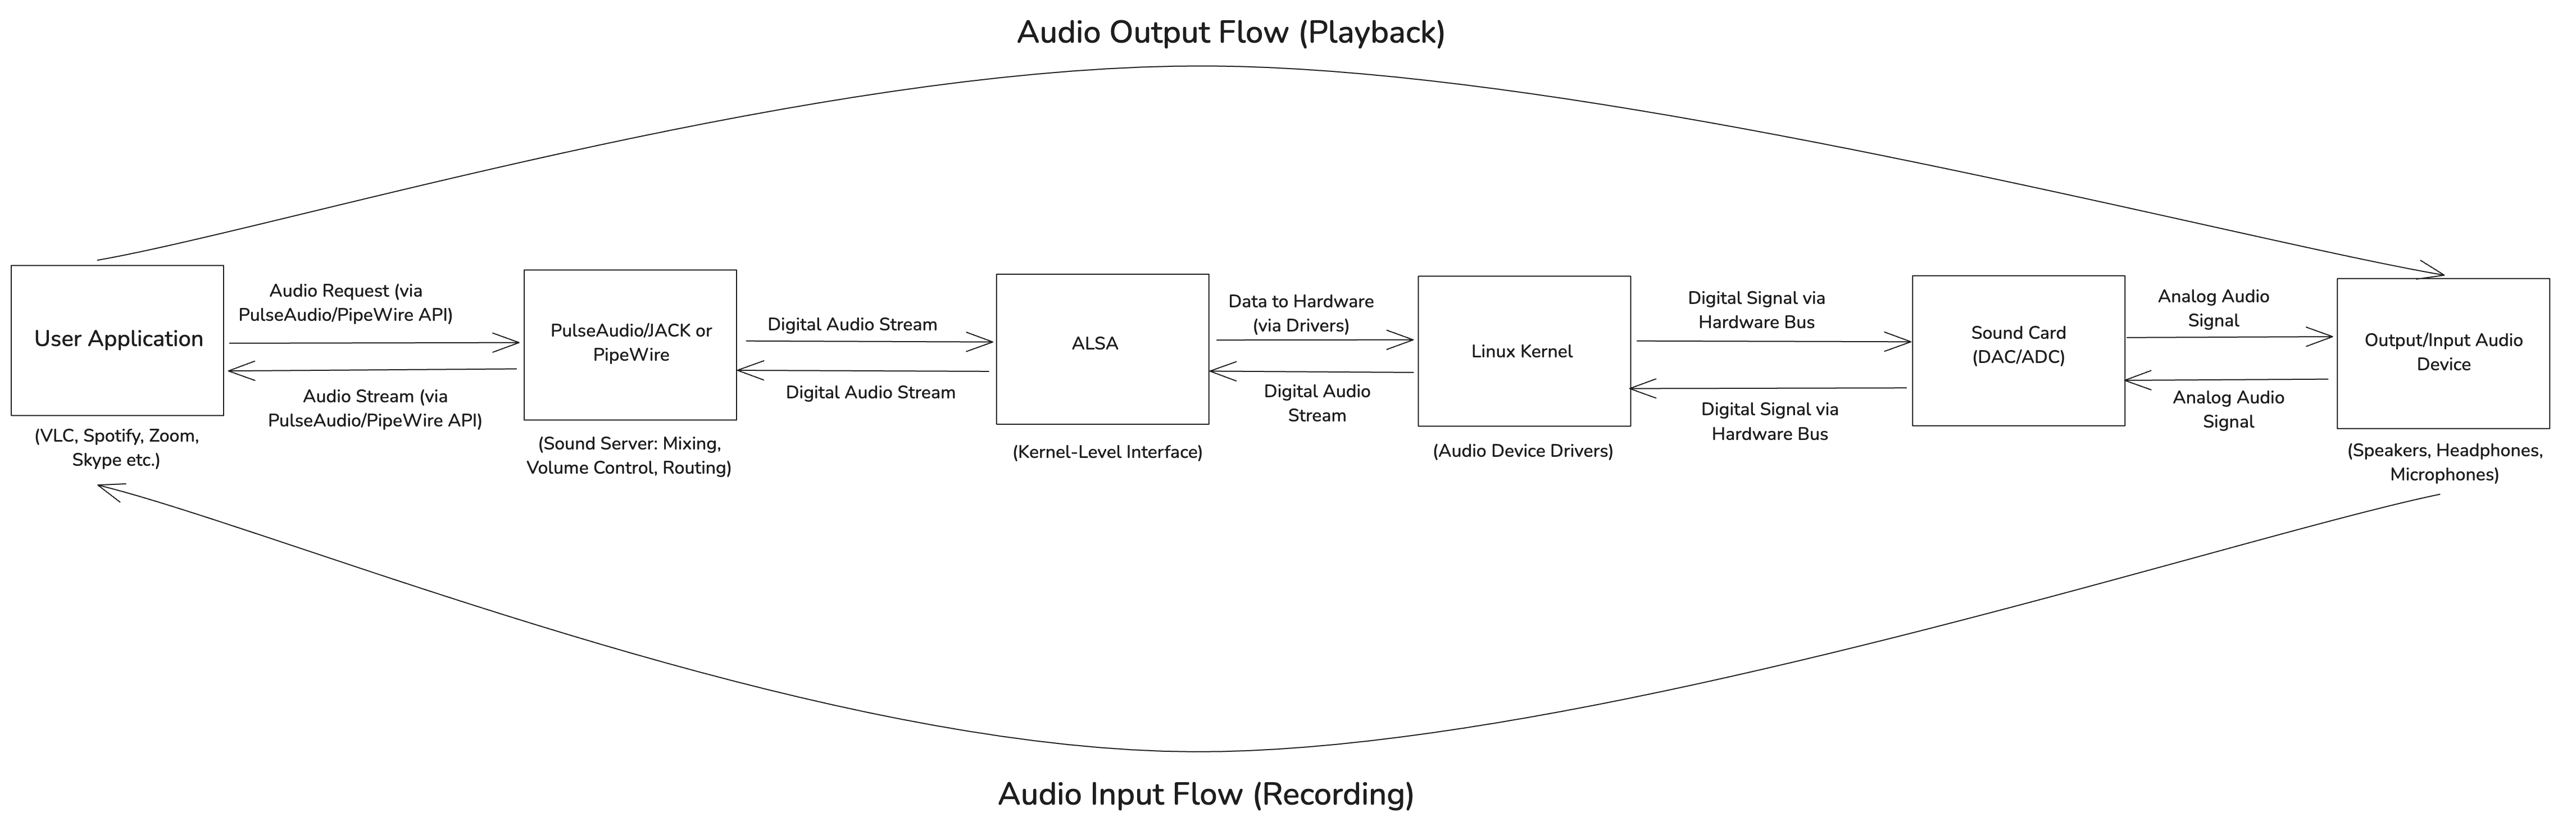 Audio Output Flow (Playback)
User Application
(VLC, Spotify, Zoom,
Skype etc.)
Audio Request (via
PulseAudio/PipeWire API)
Audio Stream (via
PulseAudio/PipeWire API)
PulseAudio/JACK or
PipeWire
(Sound Server: Mixing,
Volume Control, Routing)
Digital Audio Stream
Digital Audio Stream
ALSA
(Kernel-Level Interface)
Data to Hardware
(via Drivers)
Digital Audio
Stream
Linux Kernel
(Audio Device Drivers)
Digital Signal via
Hardware Bus
Digital Signal via
Hardware Bus
Sound Card
(DAC/ADC)
Analog Audio
Signal
Analog Audio
Signal
Output/Input Audio
Device
(Speakers, Headphones,
Microphones)
Audio Input Flow (Recording)